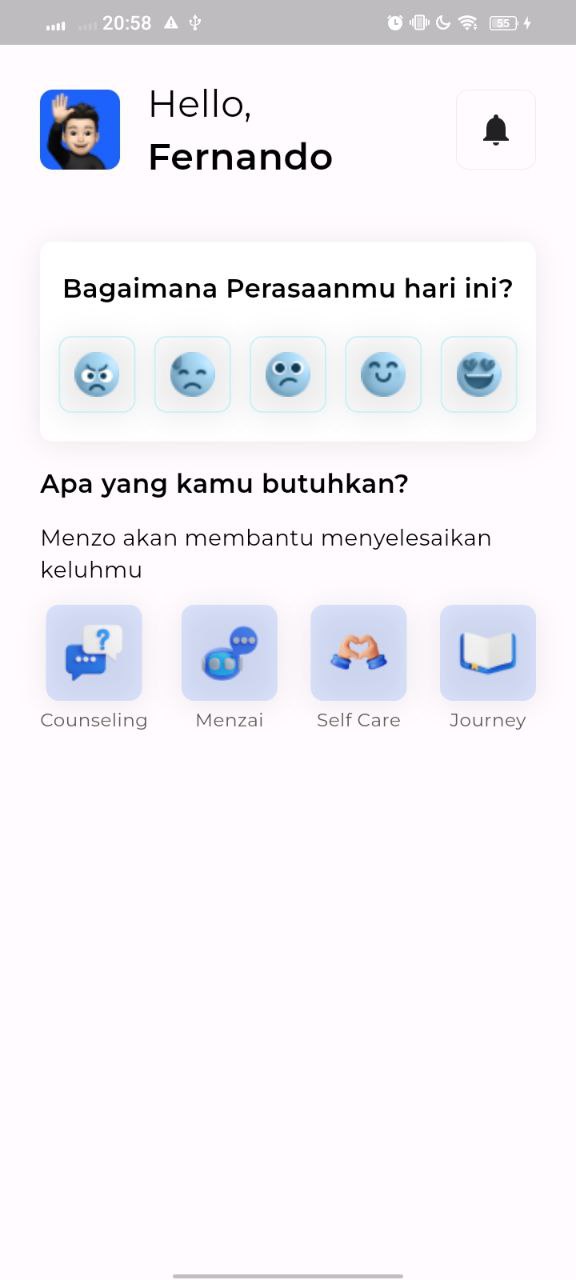 20:58
55
Hello,
Fernando
Bagaimana Perasaanmu hari ini?
Apa yang kamu butuhkan?
Menzo akan membantu menyelesaikan
keluhmu
?
Counseling Menzai Self Care Journey